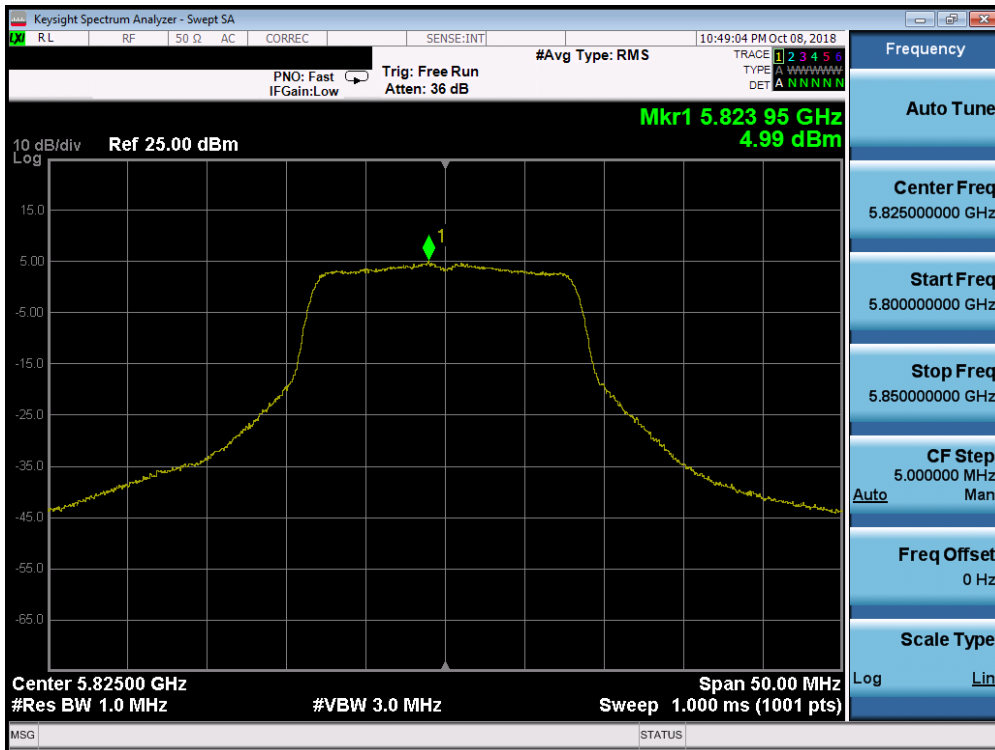 Keysight Spectrum Analyzer - Swept SA
LXI RL RF 50 Ω AC CORREC SENSE:INT 10:49:04 PM Oct 08, 2018
#Avg Type: RMS
TRACE 1 2 3 4 5 6
TYPE A WWWWW
DET A N N N N N
PNO: Fast
IFGain:Low
Trig: Free Run
Atten: 36 dB
Mkr1 5.823 95 GHz
4.99 dBm
10 dB/div
Log
Ref 25.00 dBm
15.0
5.00
-5.00
-15.0
-25.0
-35.0
-45.0
-55.0
-65.0
1
Center 5.82500 GHz
Span 50.00 MHz
#Res BW 1.0 MHz
#VBW 3.0 MHz
Sweep 1.000 ms (1001 pts)
MSG
STATUS
Frequency
Auto Tune
Center Freq
5.825000000 GHz
Start Freq
5.800000000 GHz
Stop Freq
5.850000000 GHz
CF Step
5.000000 MHz
Auto Man
Freq Offset
0 Hz
Scale Type
Log Lin